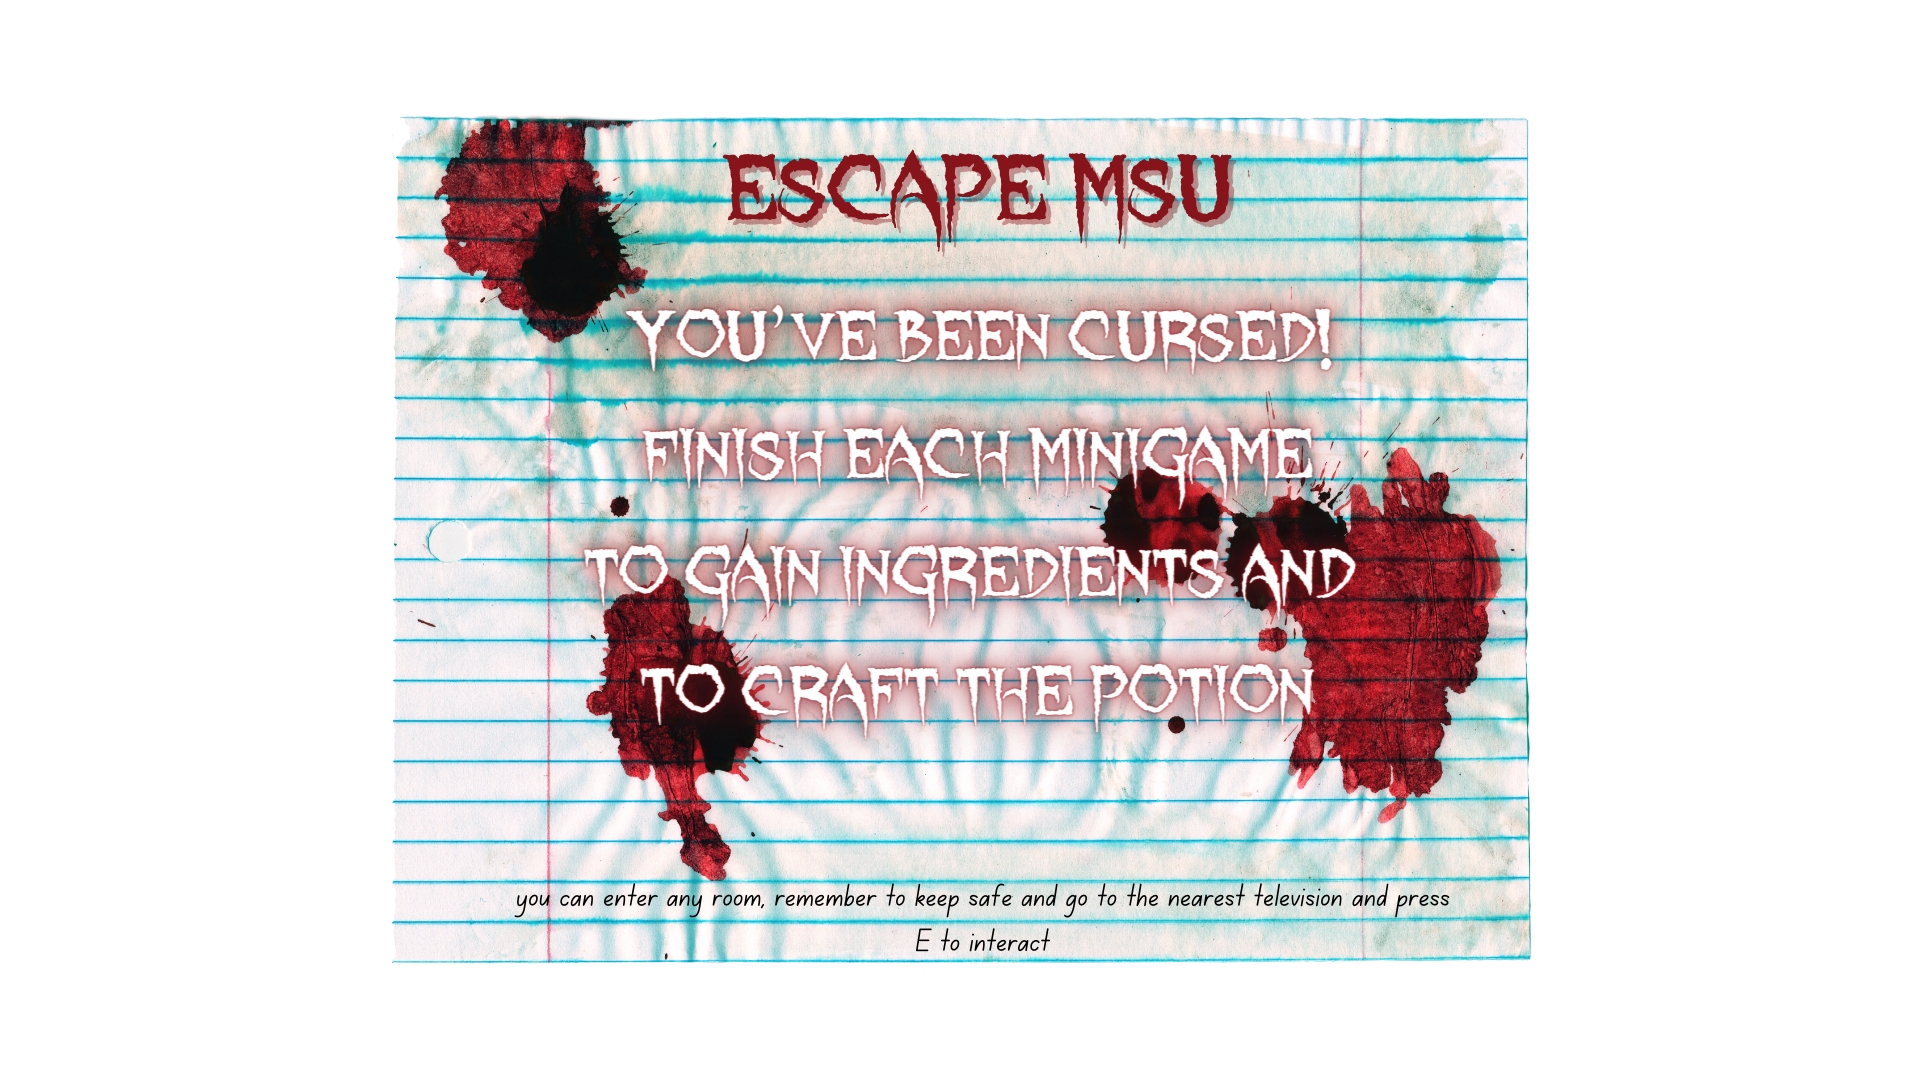 ESCAPE MSU
YOU'VE BEEN CURSED!
FINISH EACH MINIGAME
TO GAIN INGREDIENTS AND
TO CRAFT THE POTION
you can enter any room, remember to keep safe and go to the nearest television and press
E to interact